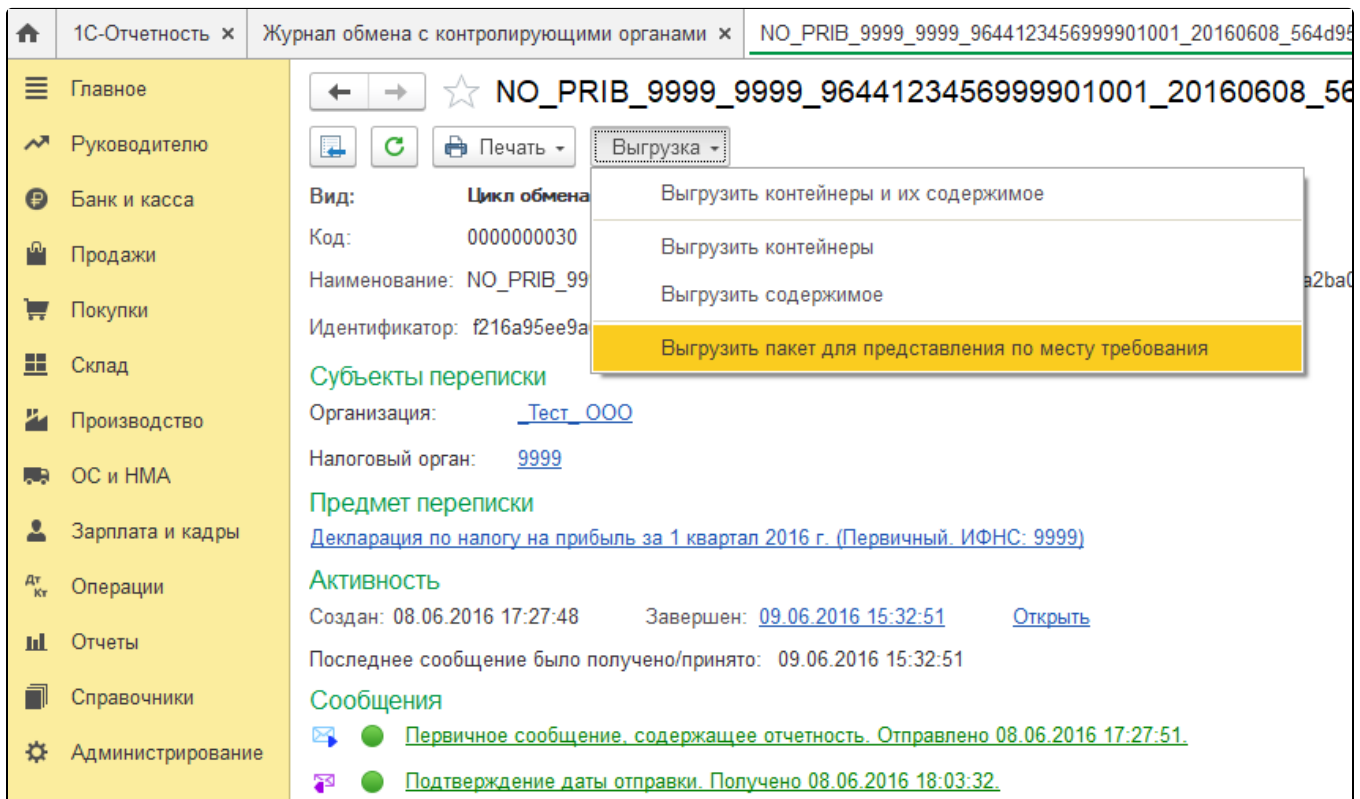 1С-Отчетность × Журнал обмена с контролирующими органами × NO_PRIB_9999_9999_9644123456999901001_20160608_564d95
Главное
NO_PRIB_9999_9999_9644123456999901001_20160608_56
Руководителю
Печать Выгрузка
Банк и касса
Вид: Цикл обмена
Выгрузить контейнеры и их содержимое
Код: 0000000030
Выгрузить контейнеры
Продажи
Наименование: NO_PRIB_99
a2ba0
Выгрузить содержимое
Покупки
Идентификатор: f216a95ee9a
Выгрузить пакет для представления по месту требования
Склад
Субъекты переписки
Производство
Организация: _Тест_ ООО
Налоговый орган: 9999
ОС и НМА
Предмет переписки
Зарплата и кадры
Декларация по налогу на прибыль за 1 квартал 2016 г. (Первичный. ИФНС: 9999)
Дт Кт Операции
Активность
Создан: 08.06.2016 17:27:48 Завершен: 09.06.2016 15:32:51 Открыть
Отчеты
Последнее сообщение было получено/принято: 09.06.2016 15:32:51
Справочники
Сообщения
Первичное сообщение, содержащее отчетность. Отправлено 08.06.2016 17:27:51.
Администрирование
Подтверждение даты отправки. Получено 08.06.2016 18:03:32.